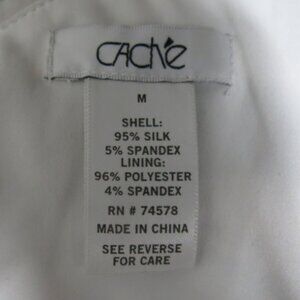 CAChé
M
SHELL:
95% SILK
5% SPANDEX
LINING:
96% POLYESTER
4% SPANDEX
RN # 74578
MADE IN CHINA
SEE REVERSE
FOR CARE